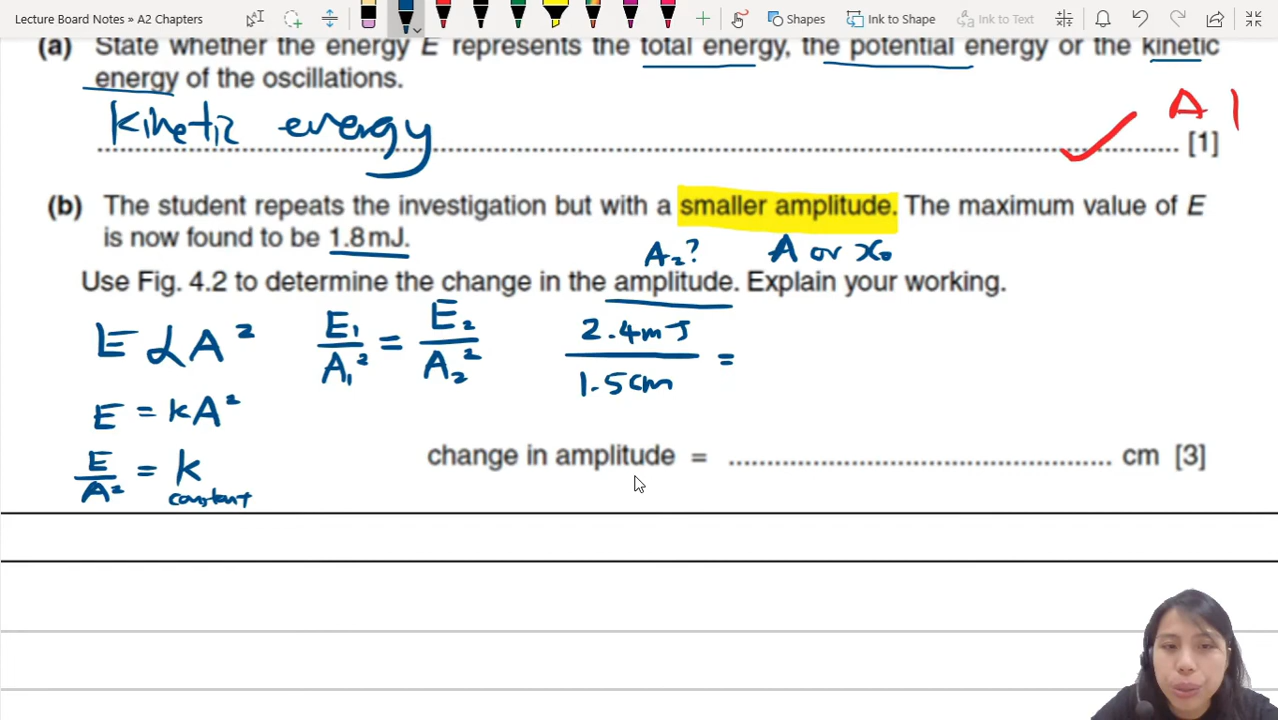 Lecture Board Notes » A2 Chapters
Shapes
Ink to Shape
Ink to Text
(a) State whether the energy E represents the total energy, the potential energy or the kinetic
energy of the oscillations.
kinetic energy
A1
[1]
(b) The student repeats the investigation but with a smaller amplitude. The maximum value of E
is now found to be 1.8 mJ.
A₂? A or x₀
Use Fig. 4.2 to determine the change in the amplitude. Explain your working.
E ∝ A² E₁/A₁² = E₂/A₂² 2.4mJ/1.5cm =
E = kA²
E/A² = k
constant
change in amplitude = ............................................... cm [3]